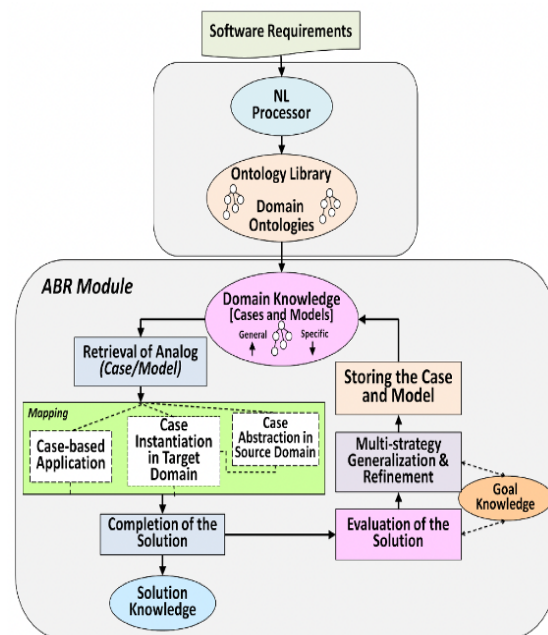 Software Requirements
NL
Processor
Ontology Library
Domain
Ontologies
ABR Module
Domain Knowledge
[Cases and Models]
General
Specific
Retrieval of Analog
(Case/Model)
Mapping
Case-based
Application
Case
Instantiation
in Target
Domain
Case
Abstraction in
Source Domain
Storing the Case
and Model
Multi-strategy
Generalization &
Refinement
Goal
Knowledge
Completion of the
Solution
Evaluation of the
Solution
Solution
Knowledge